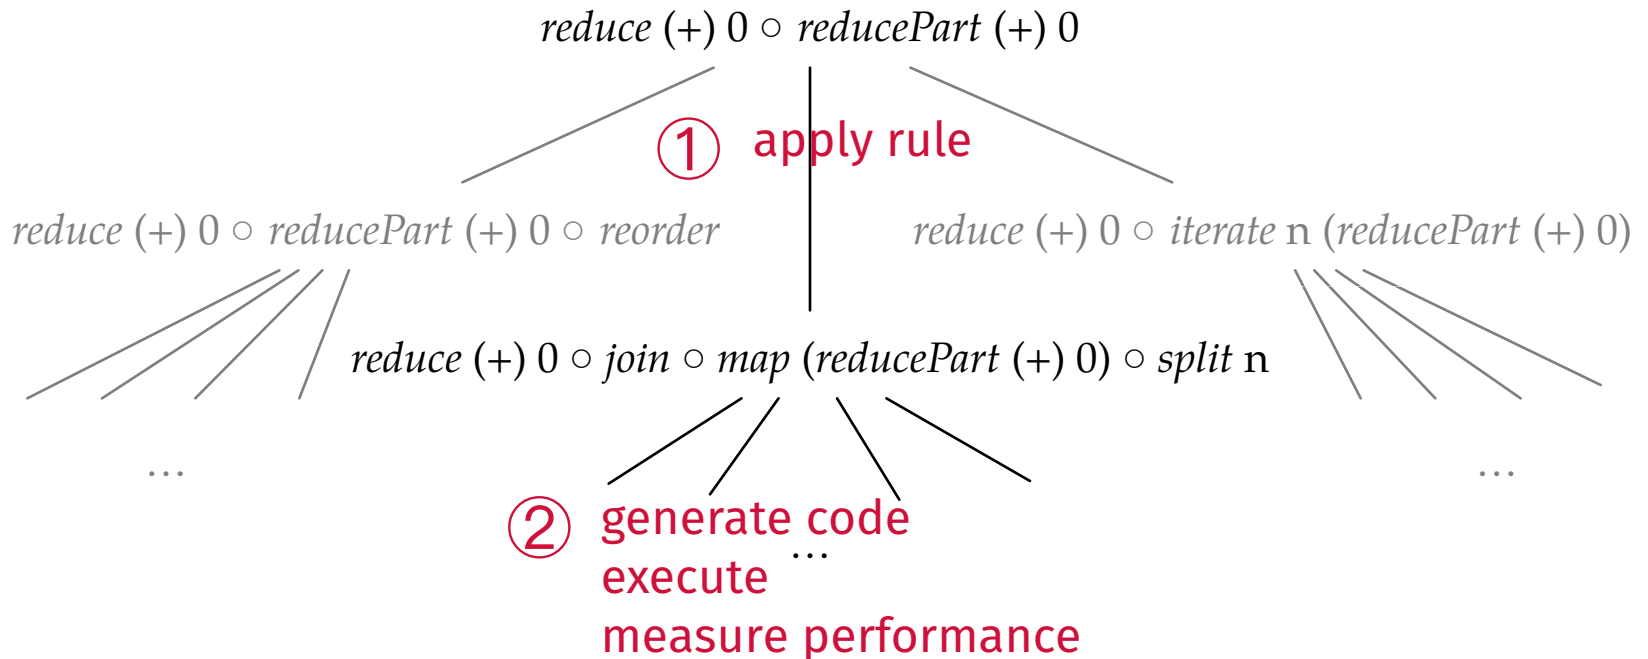 reduce (+) 0 ○ reducePart (+) 0
① apply rule
reduce (+) 0 ○ reducePart (+) 0 ○ reorder
reduce (+) 0 ○ iterate n (reducePart (+) 0)
reduce (+) 0 ○ join ○ map (reducePart (+) 0) ○ split n
...
...
② generate code
...
execute
measure performance